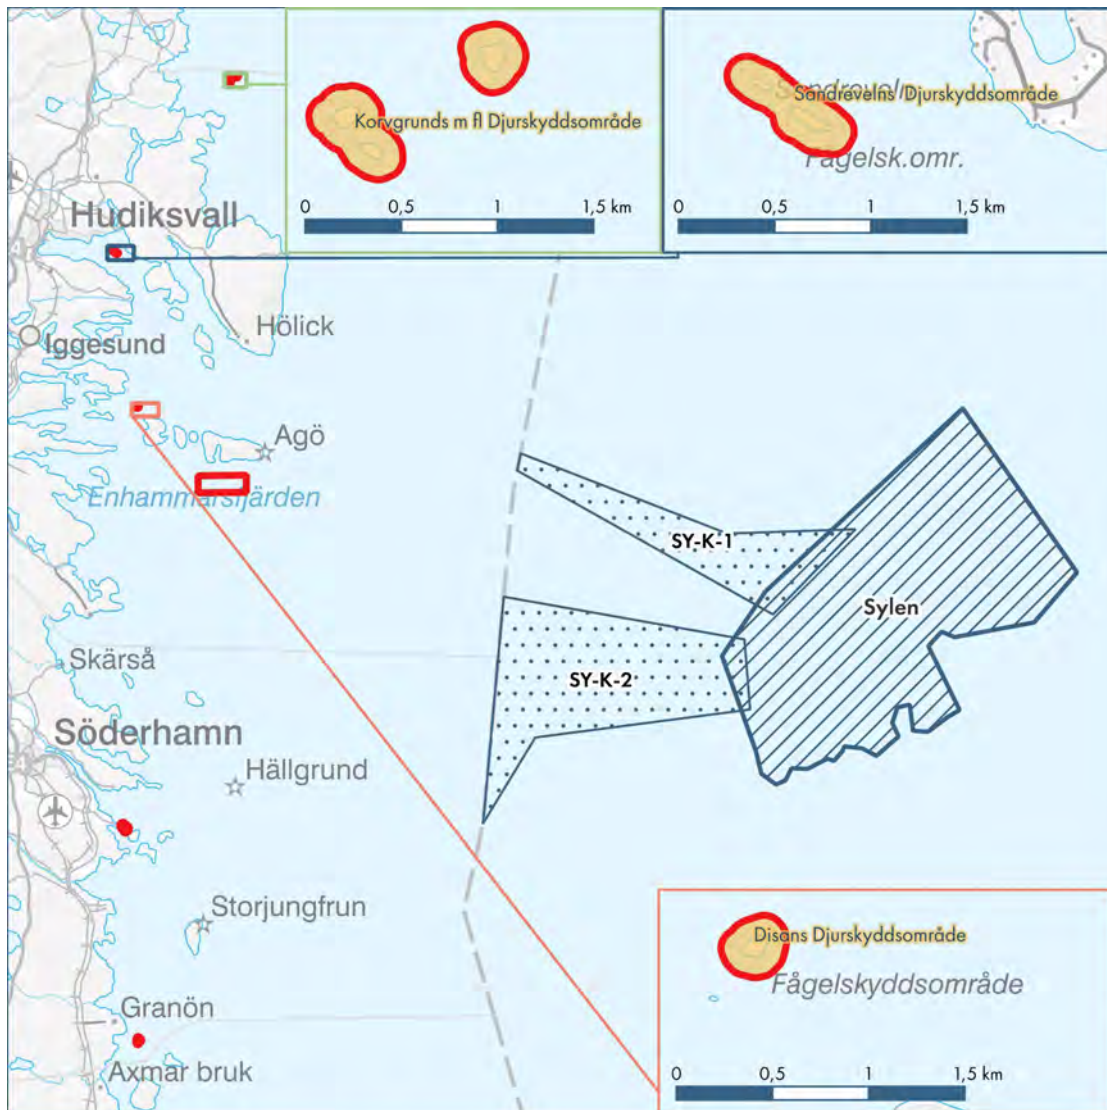 Korvgrunds m fl Djurskyddsområde
0 0,5 1 1,5 km
Sandrevelns Djurskyddsområde
Fågelsk.omr.
0 0,5 1 1,5 km
Hudiksvall
Hölick
Iggesund
Agö
Enhammarsfjärden
SY-K-1
Sylen
Skärså
SY-K-2
Söderhamn
Hällgrund
Storjungfrun
Disans Djurskyddsområde
Fågelskyddsområde
Granön
Axmar bruk
0 0,5 1 1,5 km